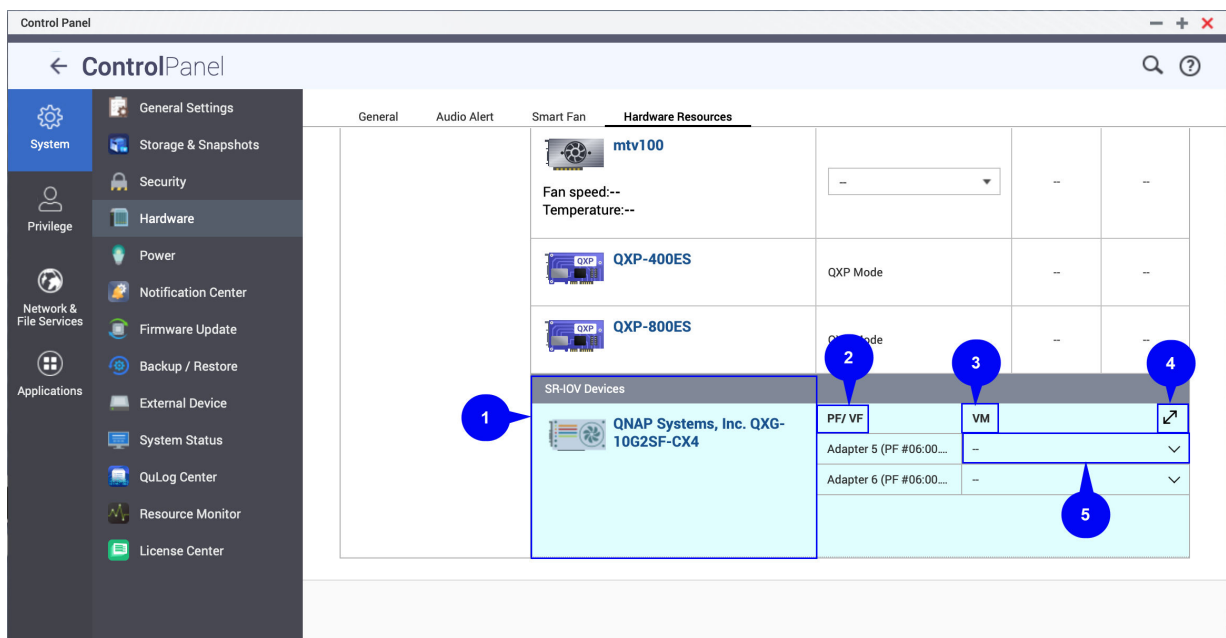 Control Panel
ControlPanel
System
Privilege
Network &
File Services
Applications
General Settings
Storage & Snapshots
Security
Hardware
Power
Notification Center
Firmware Update
Backup / Restore
External Device
System Status
QuLog Center
Resource Monitor
License Center
General Audio Alert Smart Fan Hardware Resources
mtv100
Fan speed:--
Temperature:--
-- -- --
QXP
QXP-400ES
QXP Mode -- --
QXP
QXP-800ES
-- --
2 3 4
SR-IOV Devices
1
QNAP Systems, Inc. QXG-
10G2SF-CX4
PF/ VF VM
Adapter 5 (PF #06:00.... --
Adapter 6 (PF #06:00.... --
5